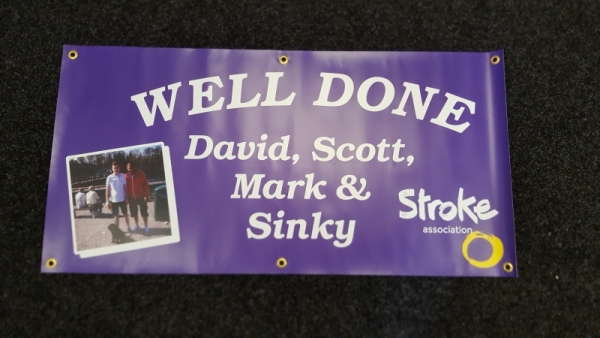 WELL DONE
David, Scott,
Mark &
Sinky
Stroke
association